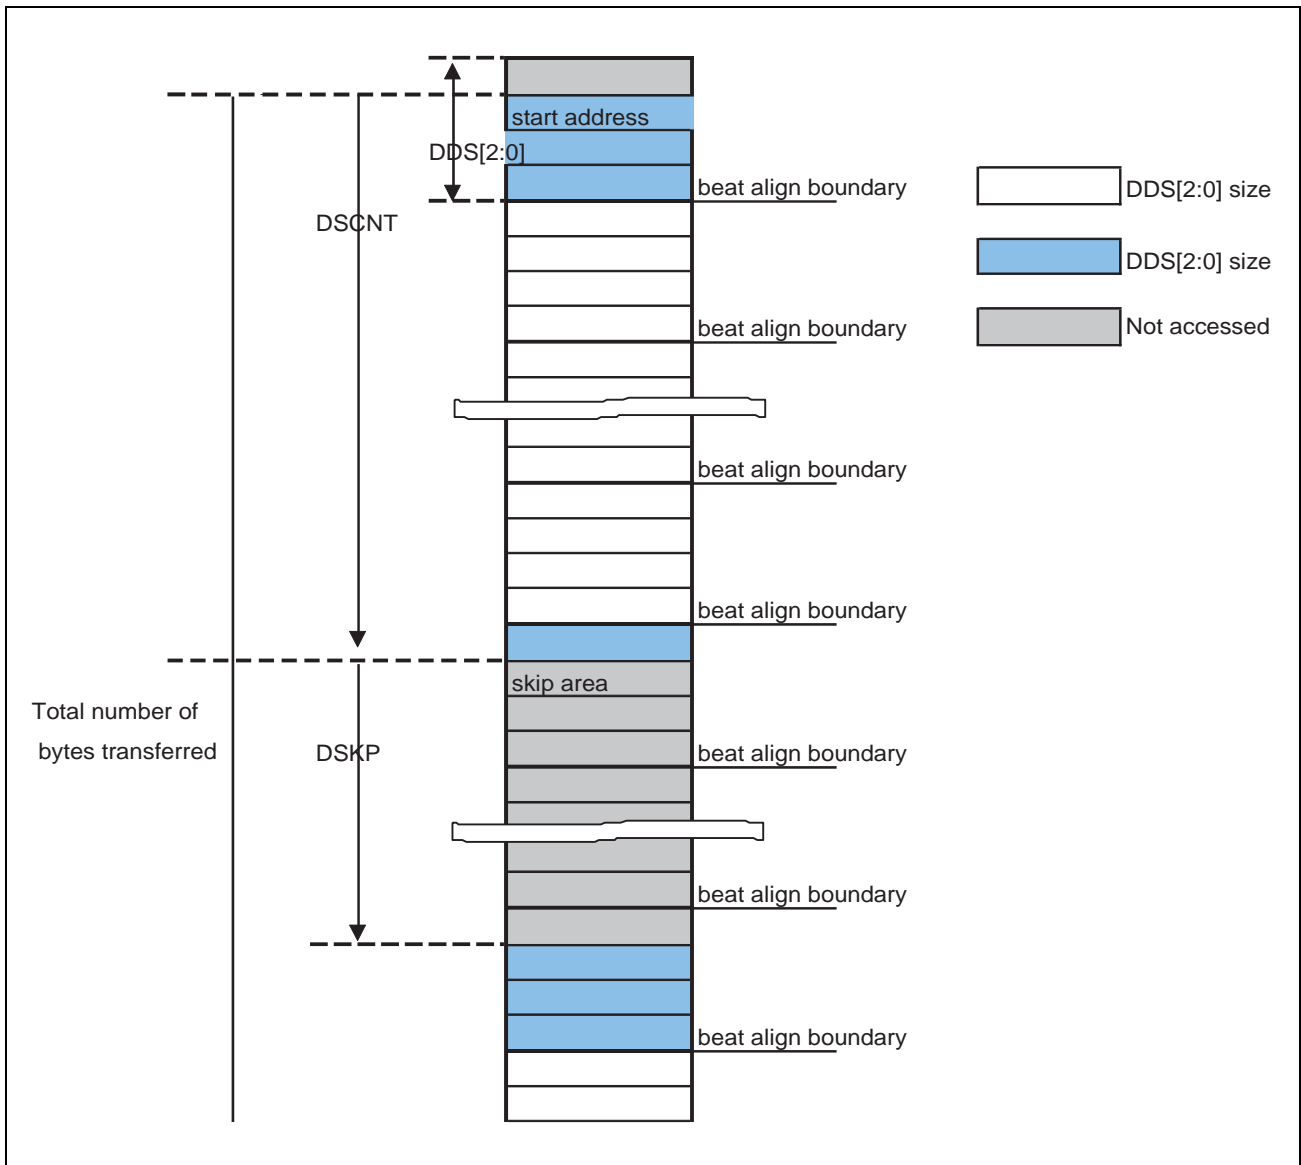 start address
DDS[2:0]
beat align boundary
DDS[2:0] size
DSCNT
DDS[2:0] size
beat align boundary
Not accessed
beat align boundary
beat align boundary
skip area
Total number of
bytes transferred
DSKP
beat align boundary
beat align boundary
beat align boundary